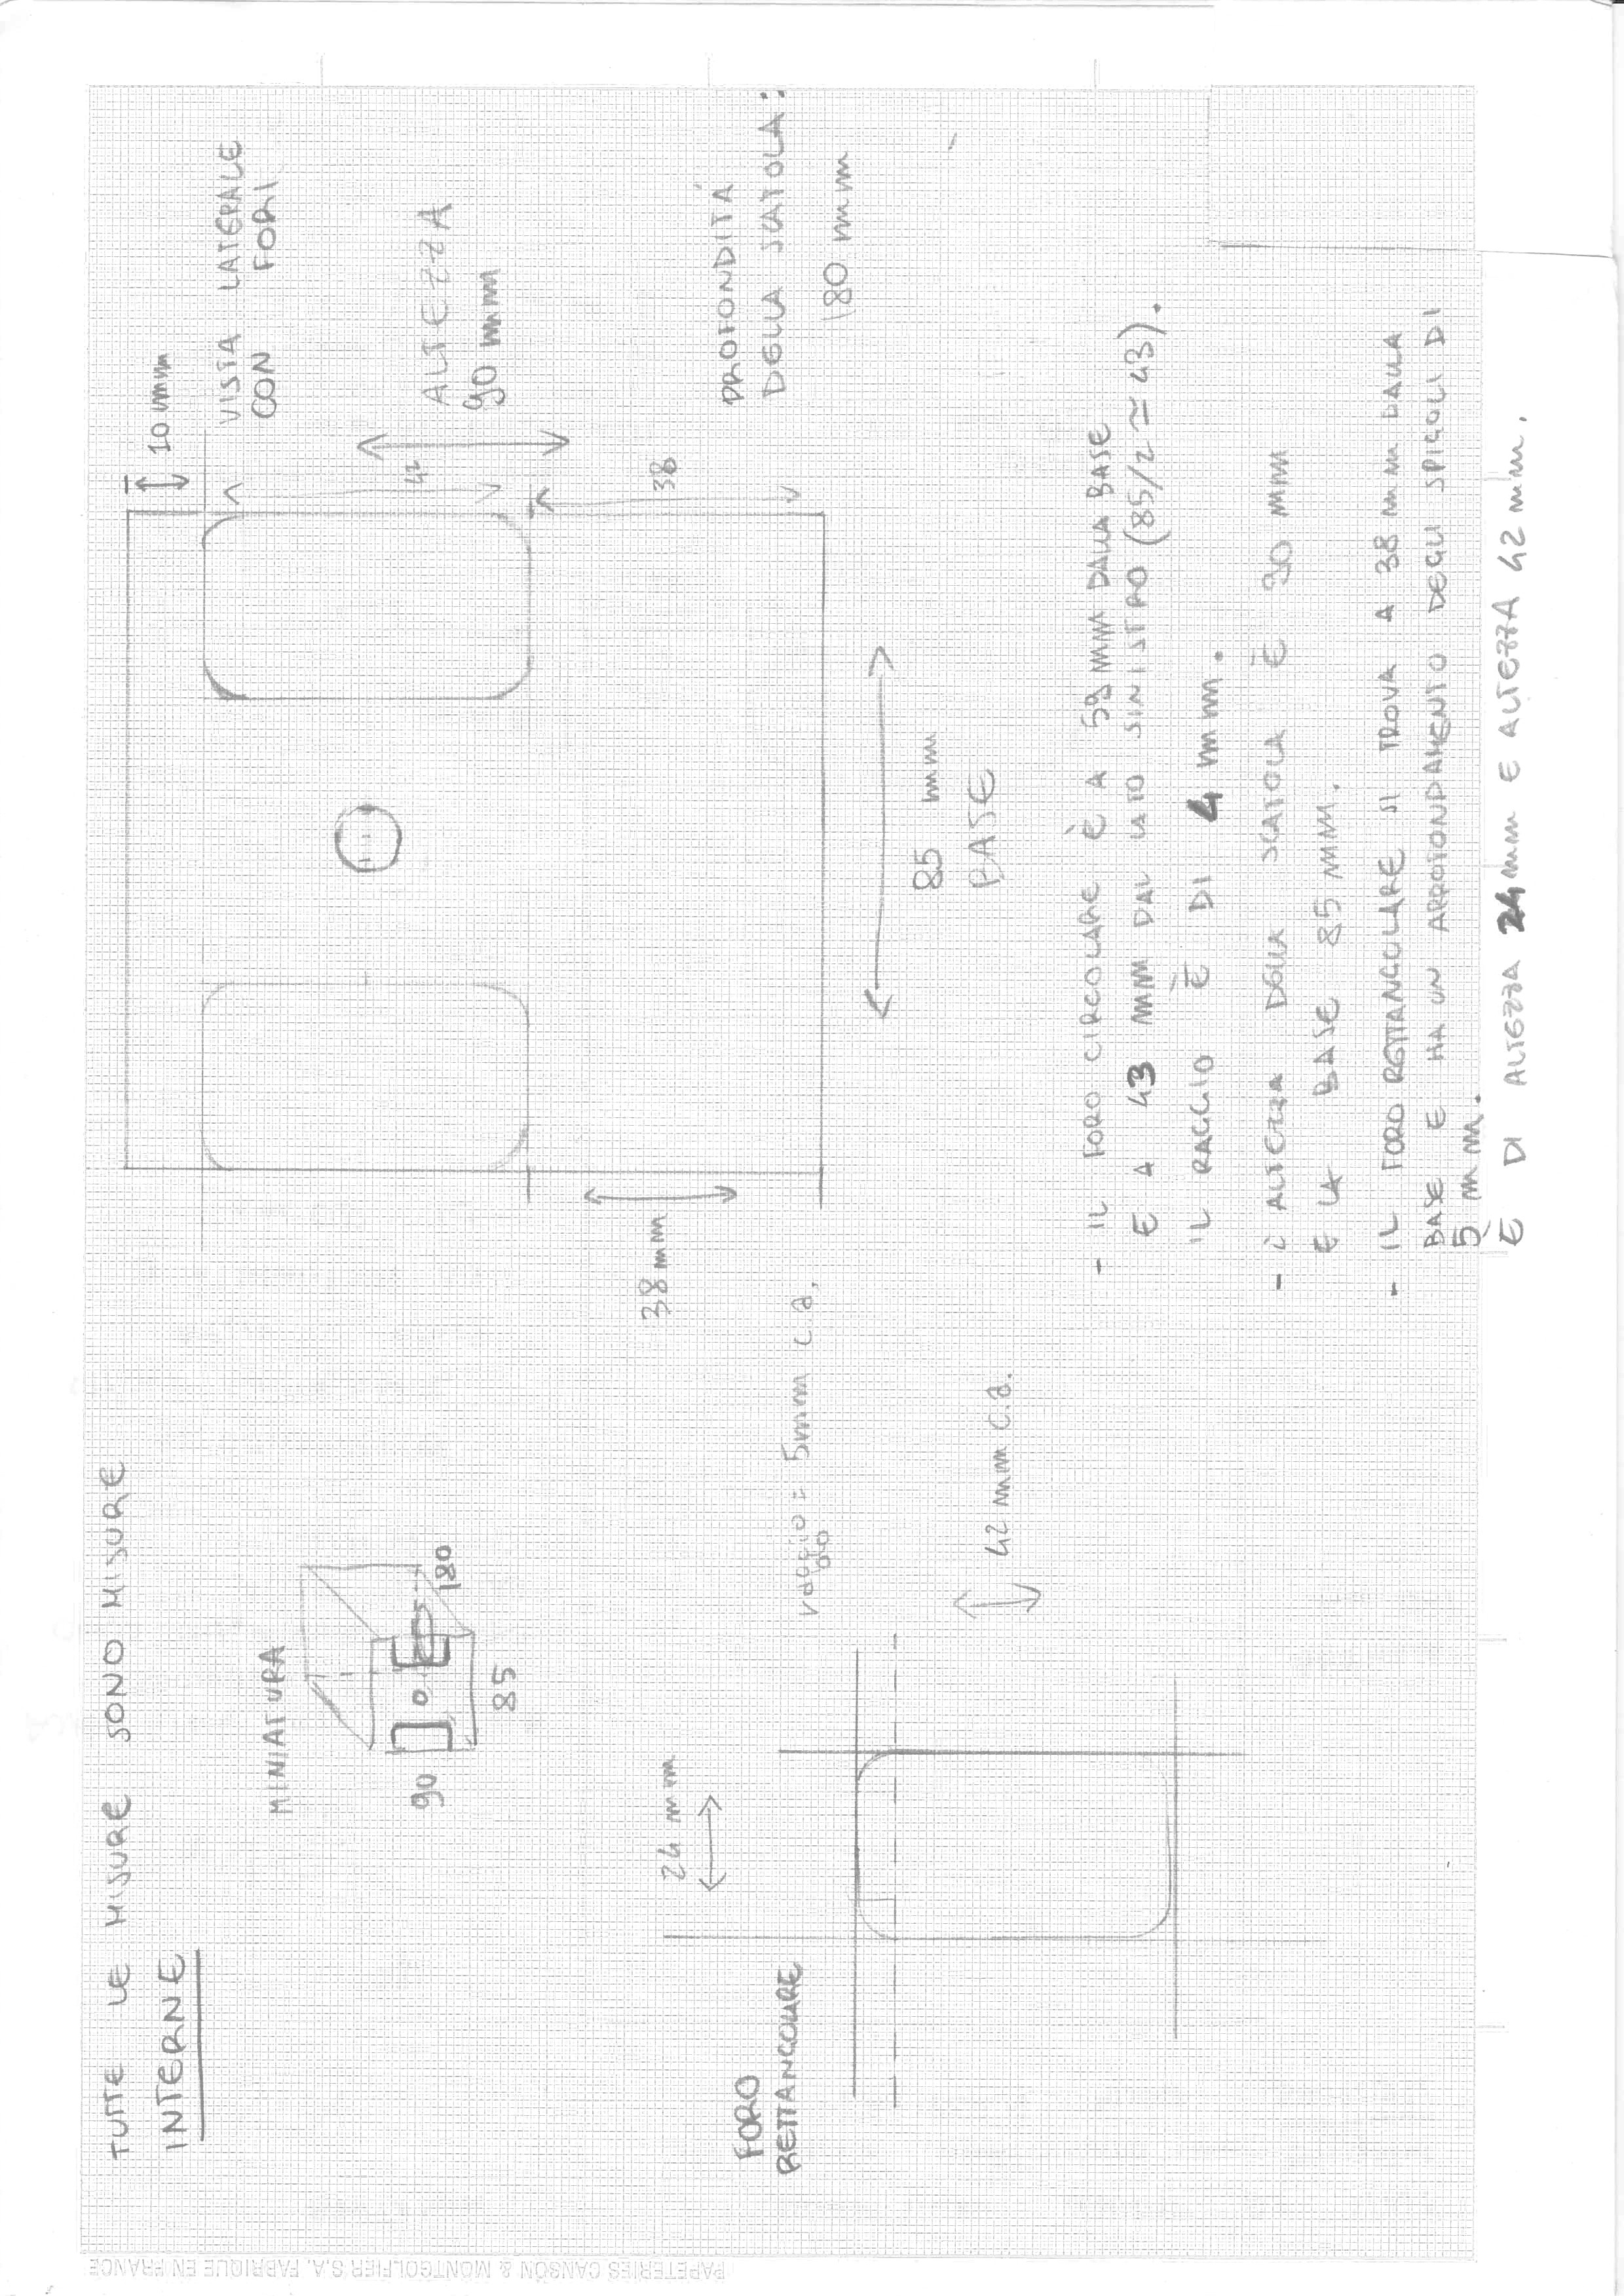 TUTTE LE MISURE SONO MISURE
INTERNE
PAPETERIES CANSON & MONTGOLFIER S.A. FABRIQUE EN FRANCE
MINIATURA
90
180
85
10 mm
VISTA LATERALE
CON FORI
42
ALTEZZA
90 mm
38 mm
38
PROFONDITÀ
DELLA SCATOLA:
180 mm
85 mm
BASE
24 mm
FORO
RETTANGOLARE
raggio = 5mm c.a.
42 mm c.a.
- IL FORO CIRCOLARE È A 59 mm DALLA BASE
E A 43 mm DAL LATO SINISTRO (85/2 ≃ 43).
IL RAGGIO È DI 4 mm.
- L'ALTEZZA DELLA SCATOLA È 90 mm
E LA BASE 85 mm.
- IL FORO RETTANGOLARE SI TROVA A 38 mm DALLA
BASE E HA UN ARROTONDAMENTO DEGLI SPIGOLI DI
5 mm.
È DI ALTEZZA 24 mm E ALTEZZA 42 mm.